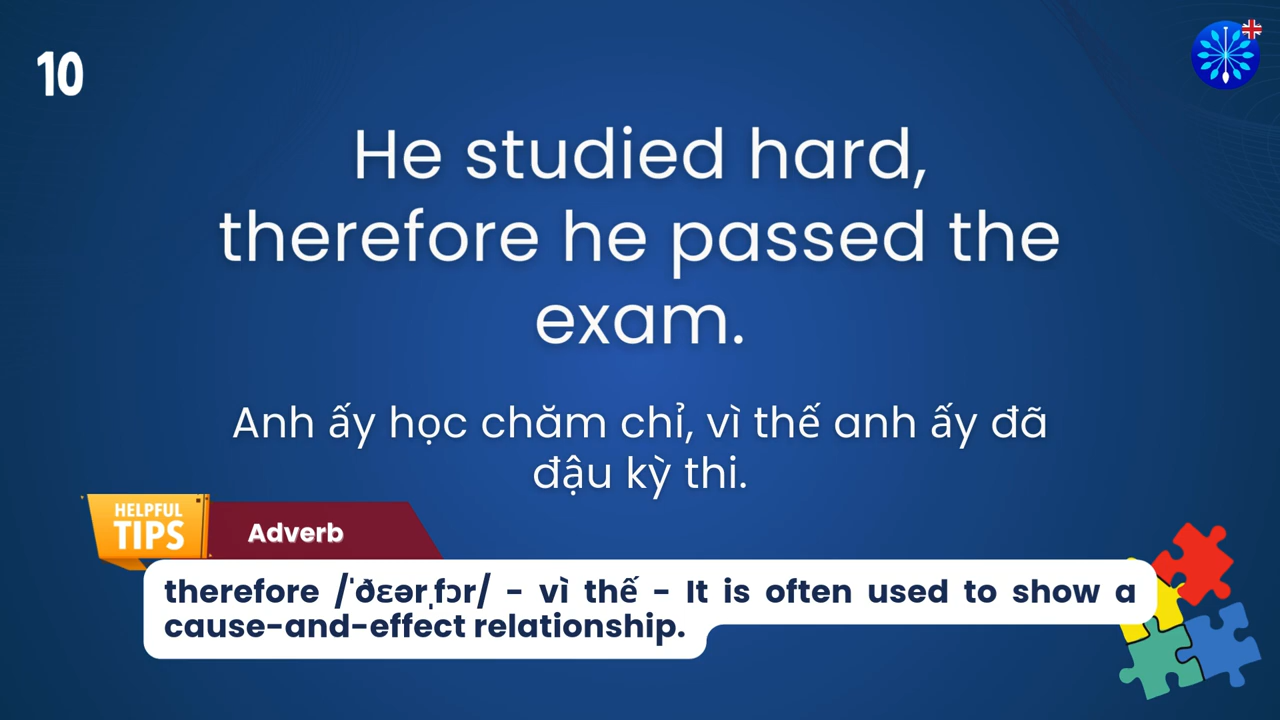 10
He studied hard,
therefore he passed the
exam.
Anh ấy học chăm chỉ, vì thế anh ấy đã
đậu kỳ thi.
HELPFUL
TIPS
Adverb
therefore /ˈðɛərˌfɔr/ - vì thế - It is often used to show a
cause-and-effect relationship.